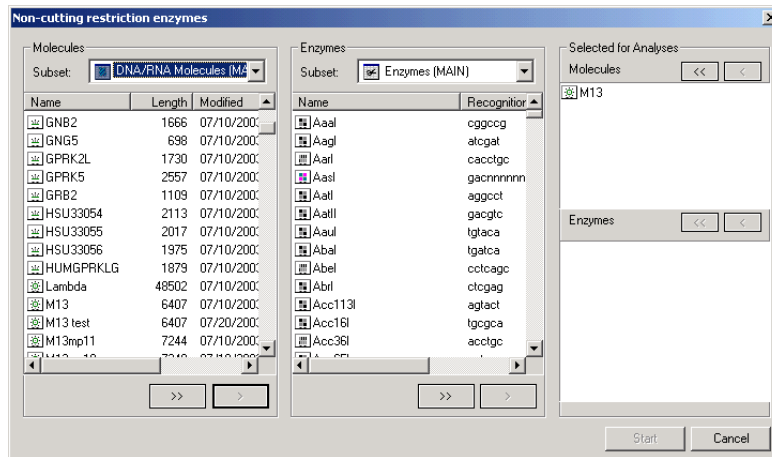 Non-cutting restriction enzymes
Molecules
Subset: DNA/RNA Molecules (MA
Name Length Modified
GNB2 1666 07/10/200
GNG5 698 07/10/200
GPRK2L 1730 07/10/200
GPRK5 2557 07/10/200
GRB2 1109 07/10/200
HSU33054 2113 07/10/200
HSU33055 2017 07/10/200
HSU33056 1975 07/10/200
HUMGPRKLG 1879 07/10/200
Lambda 48502 07/10/200
M13 6407 07/10/200
M13 test 6407 07/20/200
M13mp11 7244 07/10/200
>> >
Enzymes
Subset: Enzymes (MAIN)
Name Recognition
AaaI cggccg
AagI atcgat
AarI cacctgc
AasI gacnnnnnn
AatI aggcct
AatII gacgtc
AauI tgtaca
AbaI tgatca
AbeI cctcagc
AbrI ctcgag
Acc113I agtact
Acc16I tgcgca
Acc36I acctgc
>> >
Selected for Analyses
Molecules << <
M13
Enzymes << <
Start Cancel